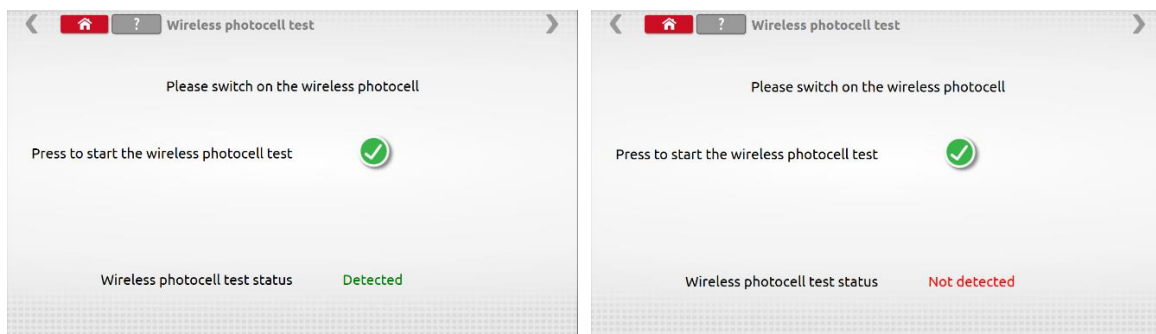 ? Wireless photocell test
Please switch on the wireless photocell
Press to start the wireless photocell test
Wireless photocell test status Detected
? Wireless photocell test
Please switch on the wireless photocell
Press to start the wireless photocell test
Wireless photocell test status Not detected